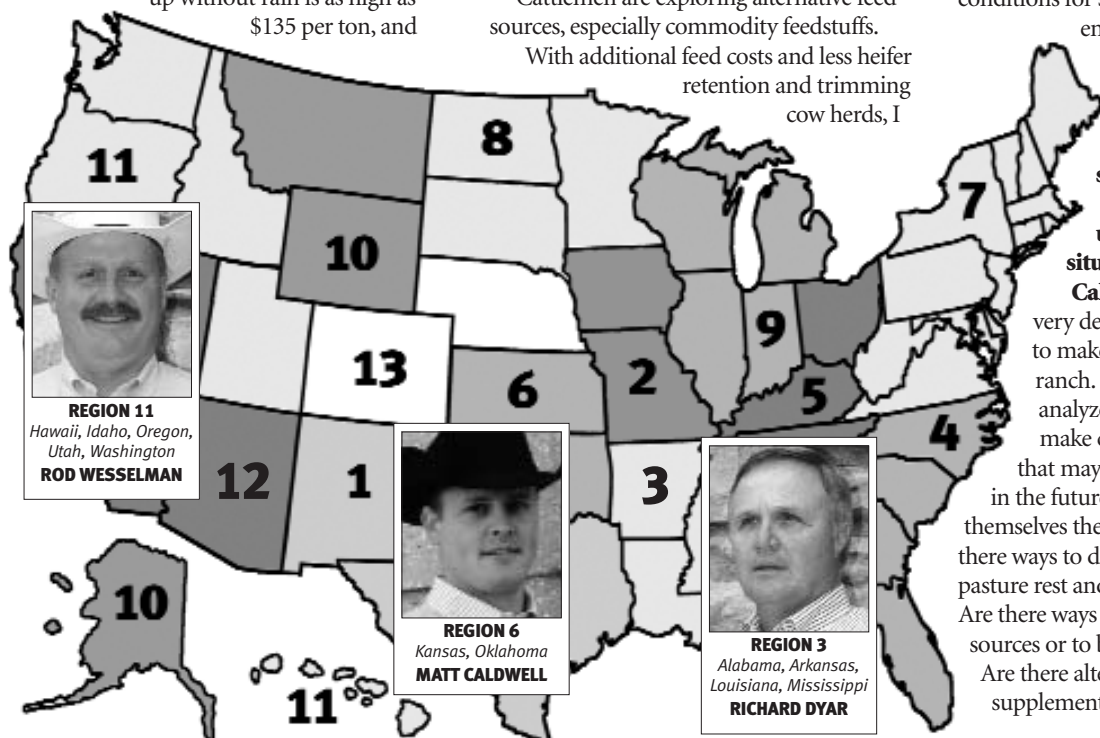 up without rain is as high as
$135 per ton, and
Cattlemen are exploring alternative feed
sources, especially commodity feedstuffs.
With additional feed costs and less heifer
retention and trimming
cow herds, I
conditions for
en
s
u
situ
Cal
very de
to make
ranch.
analyze
make
that may
in the future
themselves the
there ways to d
pasture rest and
Are there ways
sources or to b
Are there alte
supplement
11
8
7
10
13
6
2
9
5
4
12
1
3
10
11
REGION 11
Hawaii, Idaho, Oregon,
Utah, Washington
ROD WESSELMAN
REGION 6
Kansas, Oklahoma
MATT CALDWELL
REGION 3
Alabama, Arkansas,
Louisiana, Mississippi
RICHARD DYAR